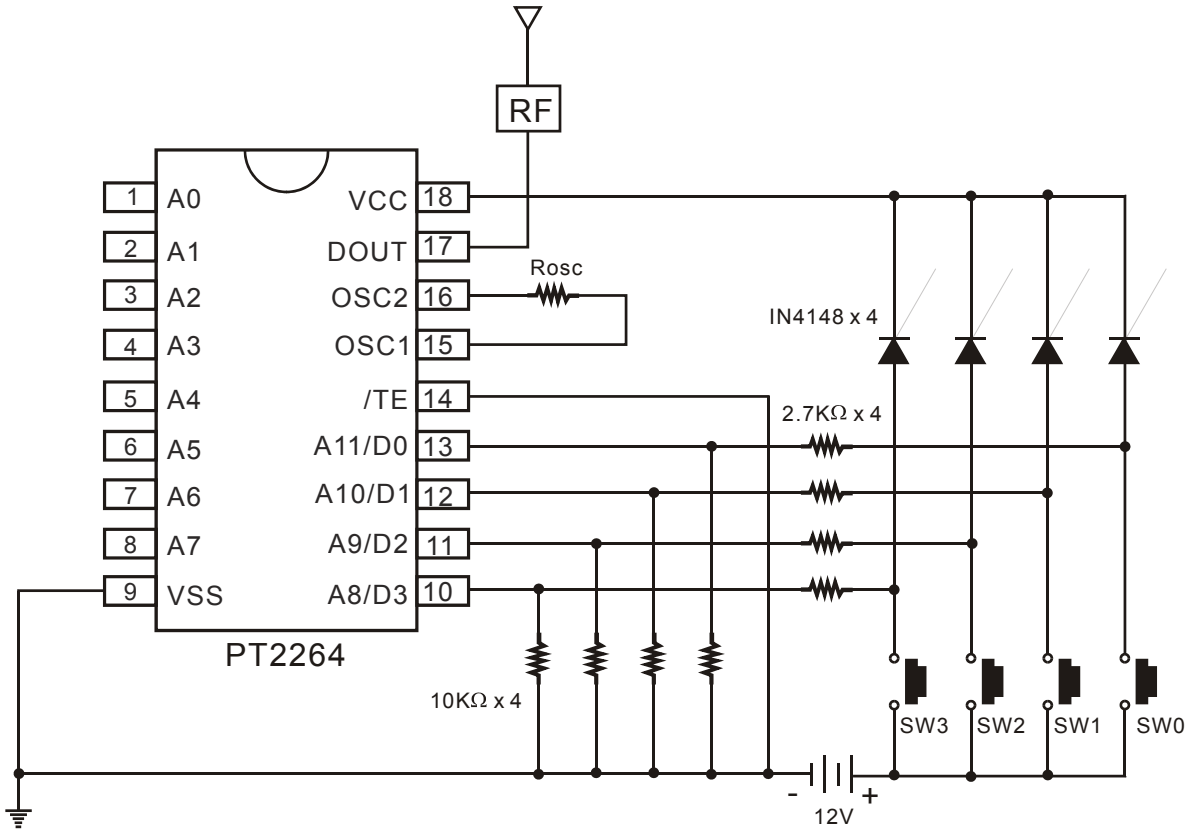 RF
1 A0 VCC 18
2 A1 DOUT 17
Rosc
3 A2 OSC2 16
IN4148 x 4
4 A3 OSC1 15
5 A4 /TE 14
2.7KΩ x 4
6 A5 A11/D0 13
7 A6 A10/D1 12
8 A7 A9/D2 11
9 VSS A8/D3 10
PT2264
10KΩ x 4
SW3 SW2 SW1 SW0
- +
12V